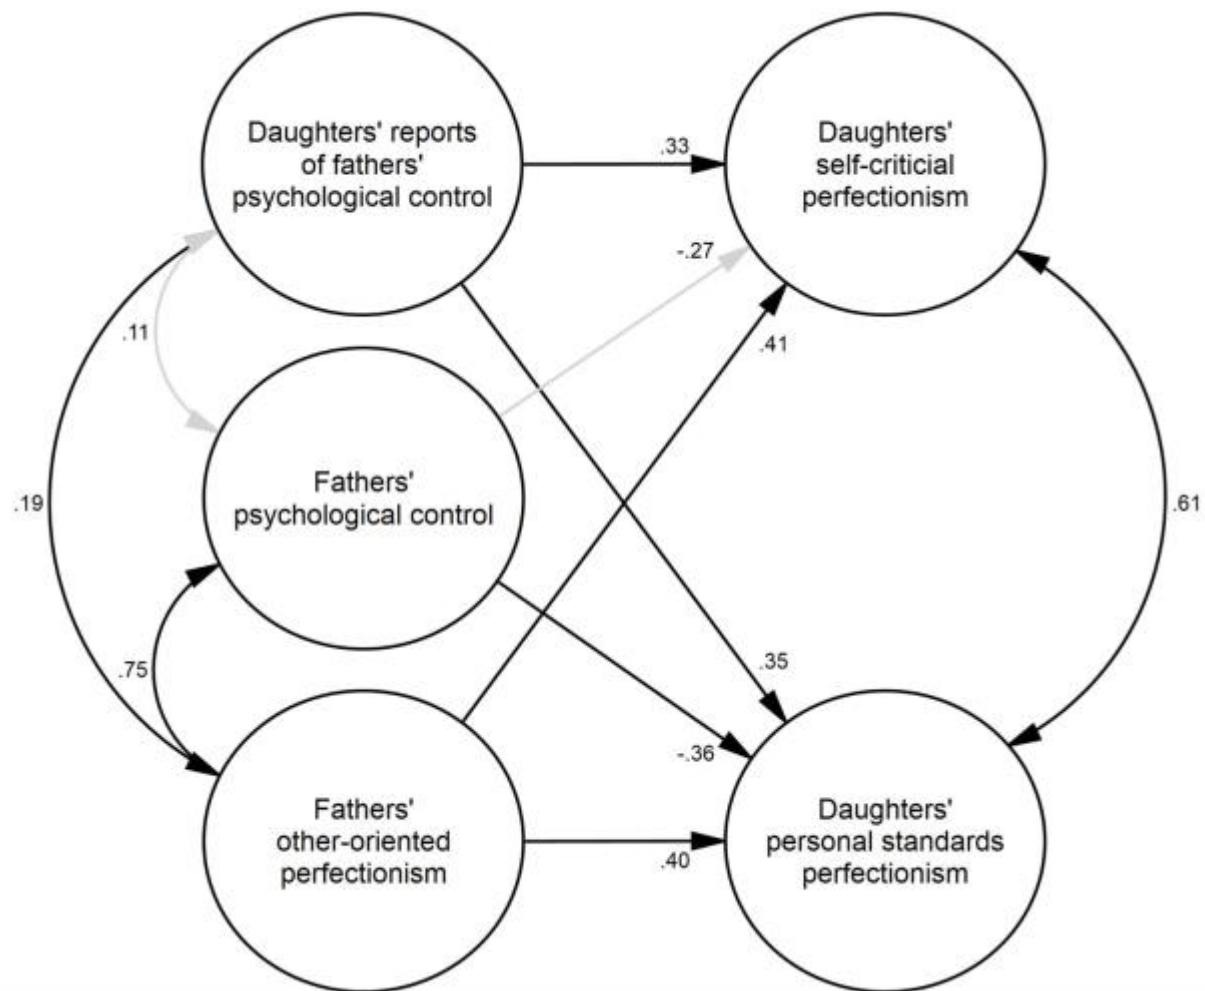 Daughters' reports
of fathers'
psychological control
.33
Daughters'
self-criticial
perfectionism
-.27
.11
.41
Fathers'
psychological control
.19
.61
.75
.35
-.36
Fathers'
other-oriented
perfectionism
.40
Daughters'
personal standards
perfectionism